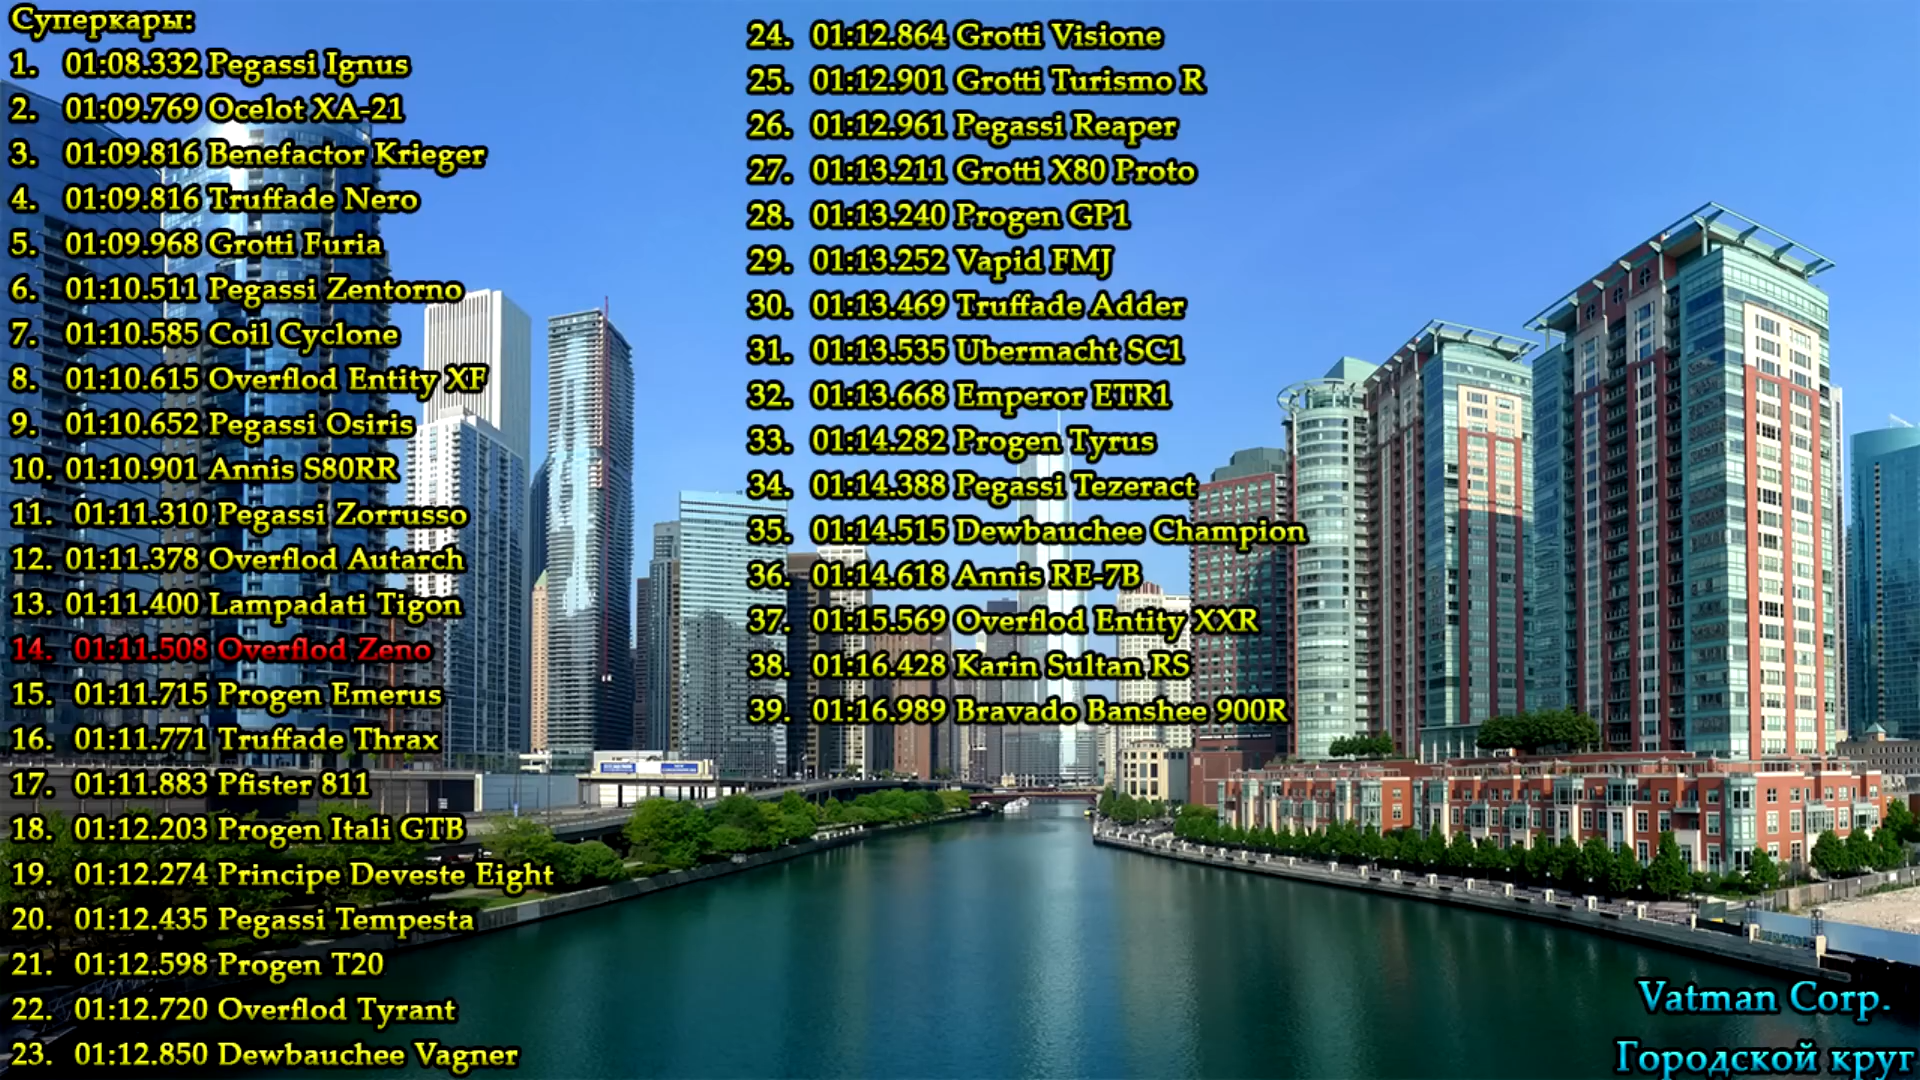 Суперкары:
1. 01:08.332 Pegassi Ignus
2. 01:09.769 Ocelot XA-21
3. 01:09.816 Benefactor Krieger
4. 01:09.816 Truffade Nero
5. 01:09.968 Grotti Furia
6. 01:10.511 Pegassi Zentorno
7. 01:10.585 Coil Cyclone
8. 01:10.615 Overflod Entity XF
9. 01:10.652 Pegassi Osiris
10. 01:10.901 Annis S80RR
11. 01:11.310 Pegassi Zorrusso
12. 01:11.378 Overflod Autarch
13. 01:11.400 Lampadati Tigon
14. 01:11.508 Overflod Zeno
15. 01:11.715 Progen Emerus
16. 01:11.771 Truffade Thrax
17. 01:11.883 Pfister 811
18. 01:12.203 Progen Itali GTB
19. 01:12.274 Principe Deveste Eight
20. 01:12.435 Pegassi Tempesta
21. 01:12.598 Progen T20
22. 01:12.720 Overflod Tyrant
23. 01:12.850 Dewbauchee Vagner
24. 01:12.864 Grotti Visione
25. 01:12.901 Grotti Turismo R
26. 01:12.961 Pegassi Reaper
27. 01:13.211 Grotti X80 Proto
28. 01:13.240 Progen GP1
29. 01:13.252 Vapid FMJ
30. 01:13.469 Truffade Adder
31. 01:13.535 Ubermacht SC1
32. 01:13.668 Emperor ETR1
33. 01:14.282 Progen Tyrus
34. 01:14.388 Pegassi Tezeract
35. 01:14.515 Dewbauchee Champion
36. 01:14.618 Annis RE-7B
37. 01:15.569 Overflod Entity XXR
38. 01:16.428 Karin Sultan RS
39. 01:16.989 Bravado Banshee 900R
Vatman Corp.
Городской круг